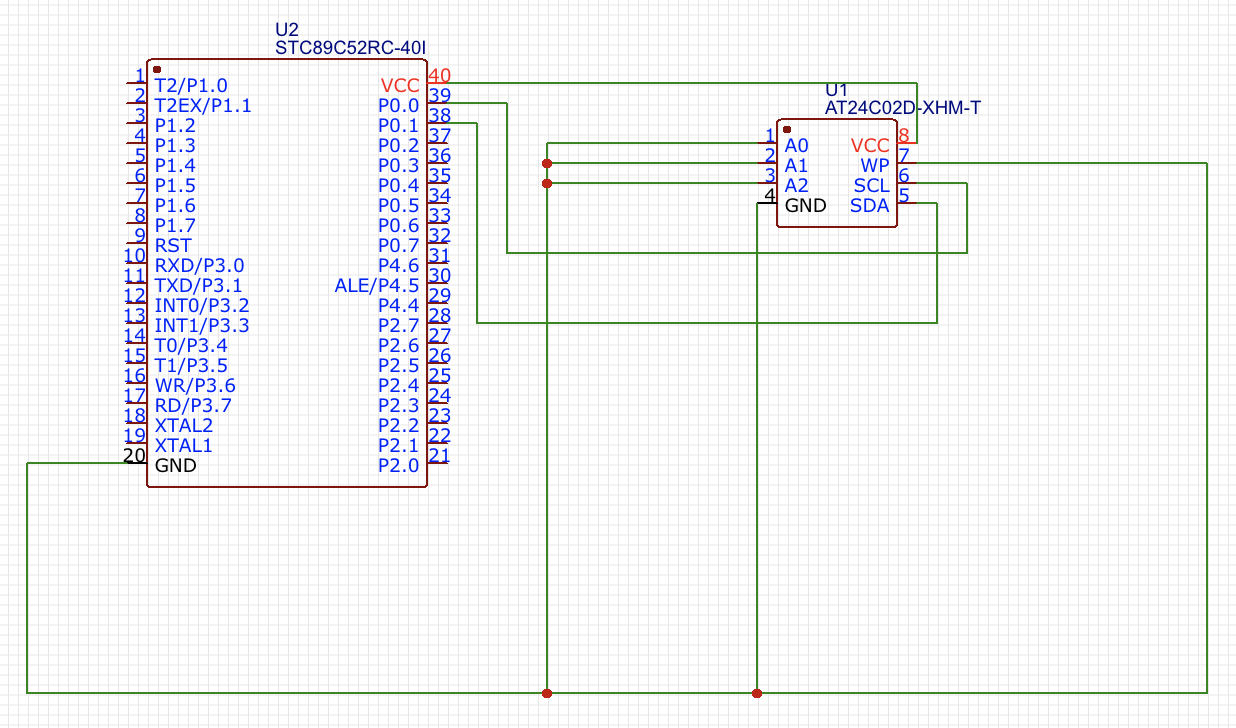 U2
STC89C52RC-40I
1 T2/P1.0 VCC 40
2 T2EX/P1.1 P0.0 39
3 P1.2 P0.1 38
4 P1.3 P0.2 37
5 P1.4 P0.3 36
6 P1.5 P0.4 35
7 P1.6 P0.5 34
8 P1.7 P0.6 33
9 RST P0.7 32
10 RXD/P3.0 P4.6 31
11 TXD/P3.1 ALE/P4.5 30
12 INT0/P3.2 P4.4 29
13 INT1/P3.3 P2.7 28
14 T0/P3.4 P2.6 27
15 T1/P3.5 P2.5 26
16 WR/P3.6 P2.4 25
17 RD/P3.7 P2.3 24
18 XTAL2 P2.2 23
19 XTAL1 P2.1 22
20 GND P2.0 21
U1
AT24C02D-XHM-T
1 A0 VCC 8
2 A1 WP 7
3 A2 SCL 6
4 GND SDA 5